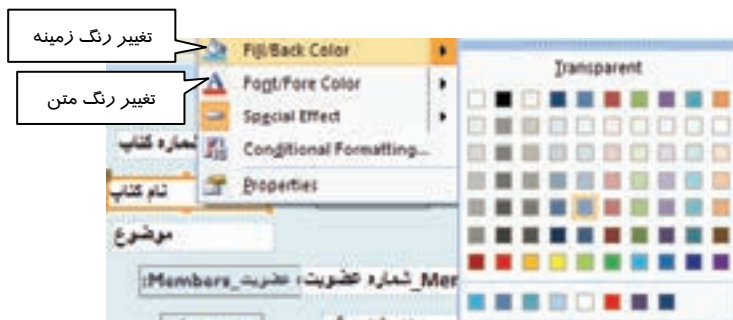 تغییر رنگ زمینه
تغییر رنگ متن
Fill/Back Color
Font/Fore Color
Special Effect
Conditional Formatting...
Properties
Transparent
شماره کتاب
نام کتاب
موضوع
Members_شماره عضویت
عضویت_Members: